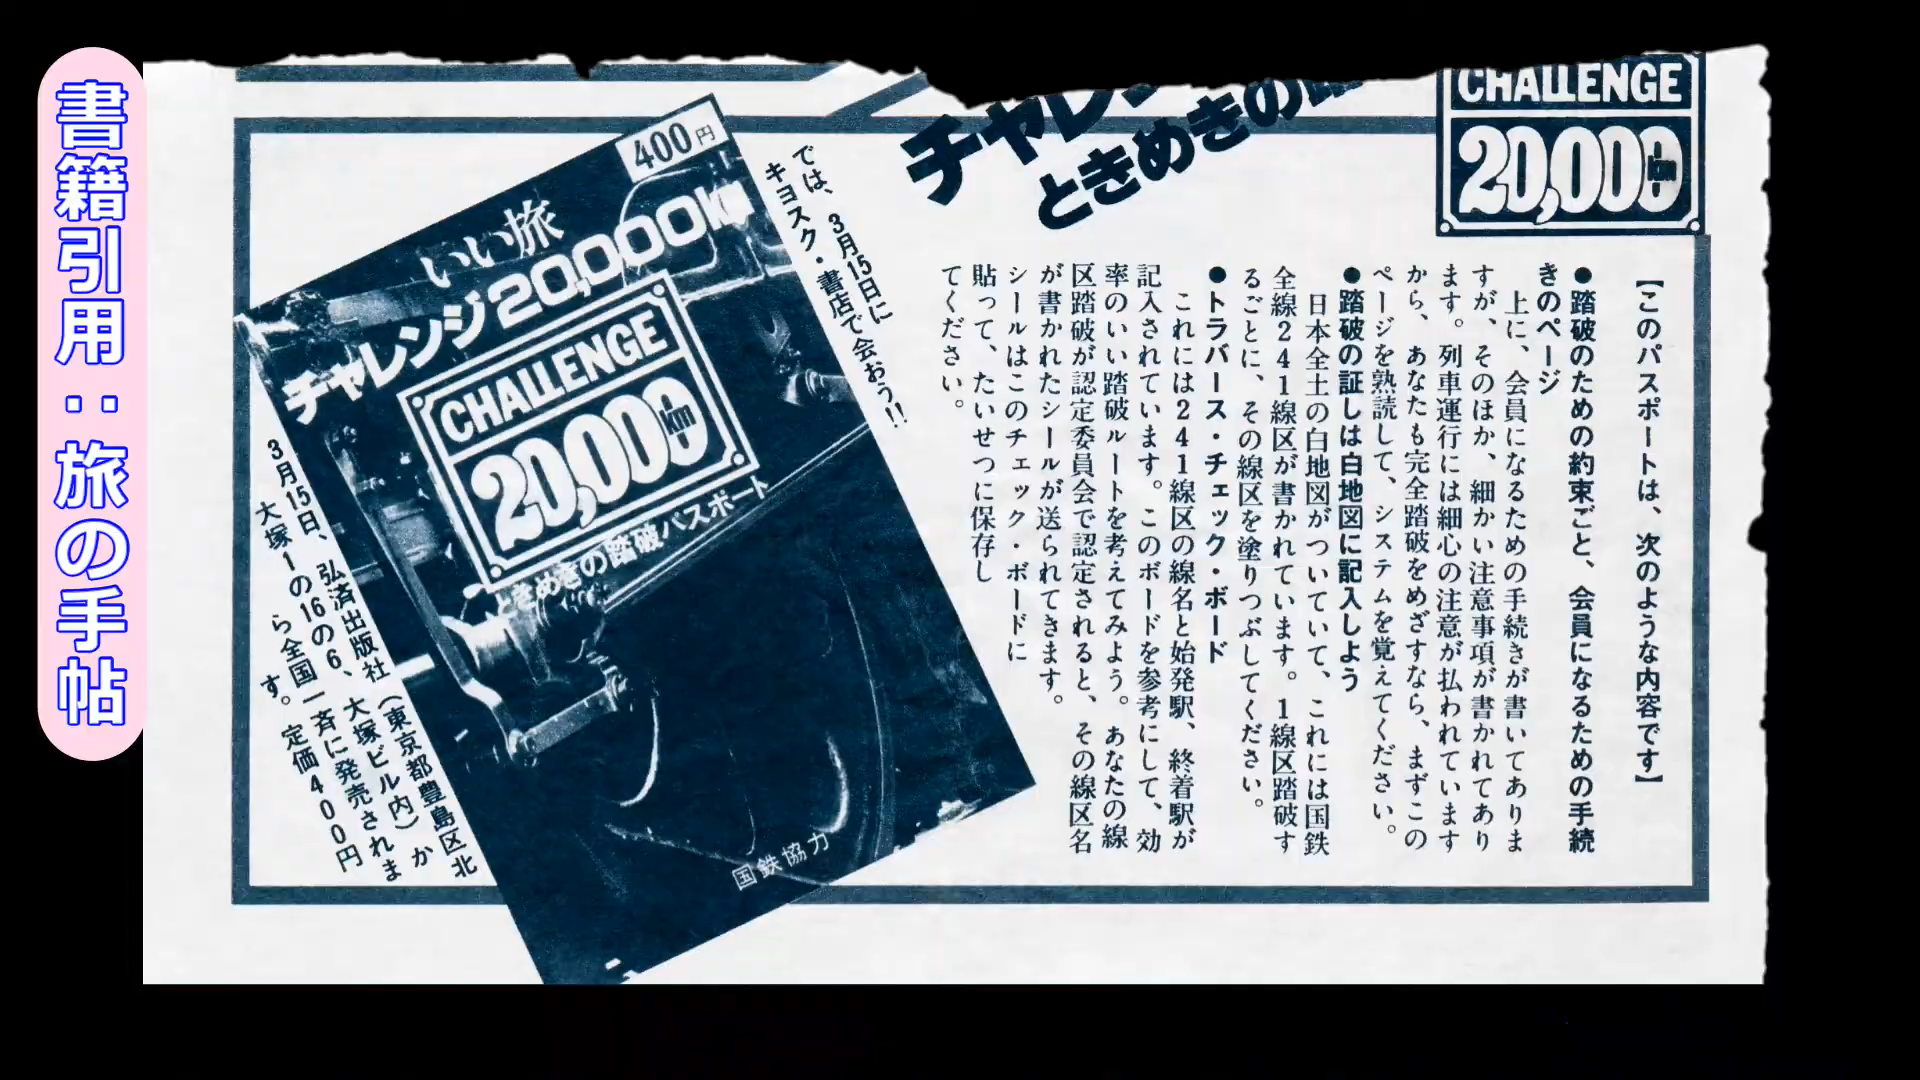 書籍引用：旅の手帖
CHALLENGE
20,000
km
チャレン
ときめきの
【このパスポートは、次のような内容です】
●踏破のための約束ごと、会員になるための手続
きのページ
上に、会員になるための手続きが書いてありま
すが、そのほか、細かい注意事項が書かれてあり
ます。列車運行には細心の注意が払われています
から、あなたも完全踏破をめざすなら、まずこの
ページを熟読して、システムを覚えてください。
●踏破の証しは白地図に記入しよう
日本全土の白地図がついていて、これには国鉄
全線241線区が書かれています。1線区踏破す
るごとに、その線区を塗りつぶしてください。
●トラバース・チェック・ボード
これには241線区の線名と始発駅、終着駅が
記入されています。このボードを参考にして、効
率のいい踏破ルートを考えてみよう。あなたの線
区踏破が認定委員会で認定されると、その線区名
が書かれたシールが送られてきます。
シールはこのチェック・ボードに
貼って、たいせつに保存し
てください。
では、3月15日に
キヨスク・書店で会おう!!
400円
いい旅
チャレンジ20,000km
CHALLENGE
20,000
km
ときめきの踏破パスポート
国鉄協力
3月15日、弘済出版社（東京都豊島区北
大塚1の16の6、大塚ビル内）か
ら全国一斉に発売されま
す。定価400円